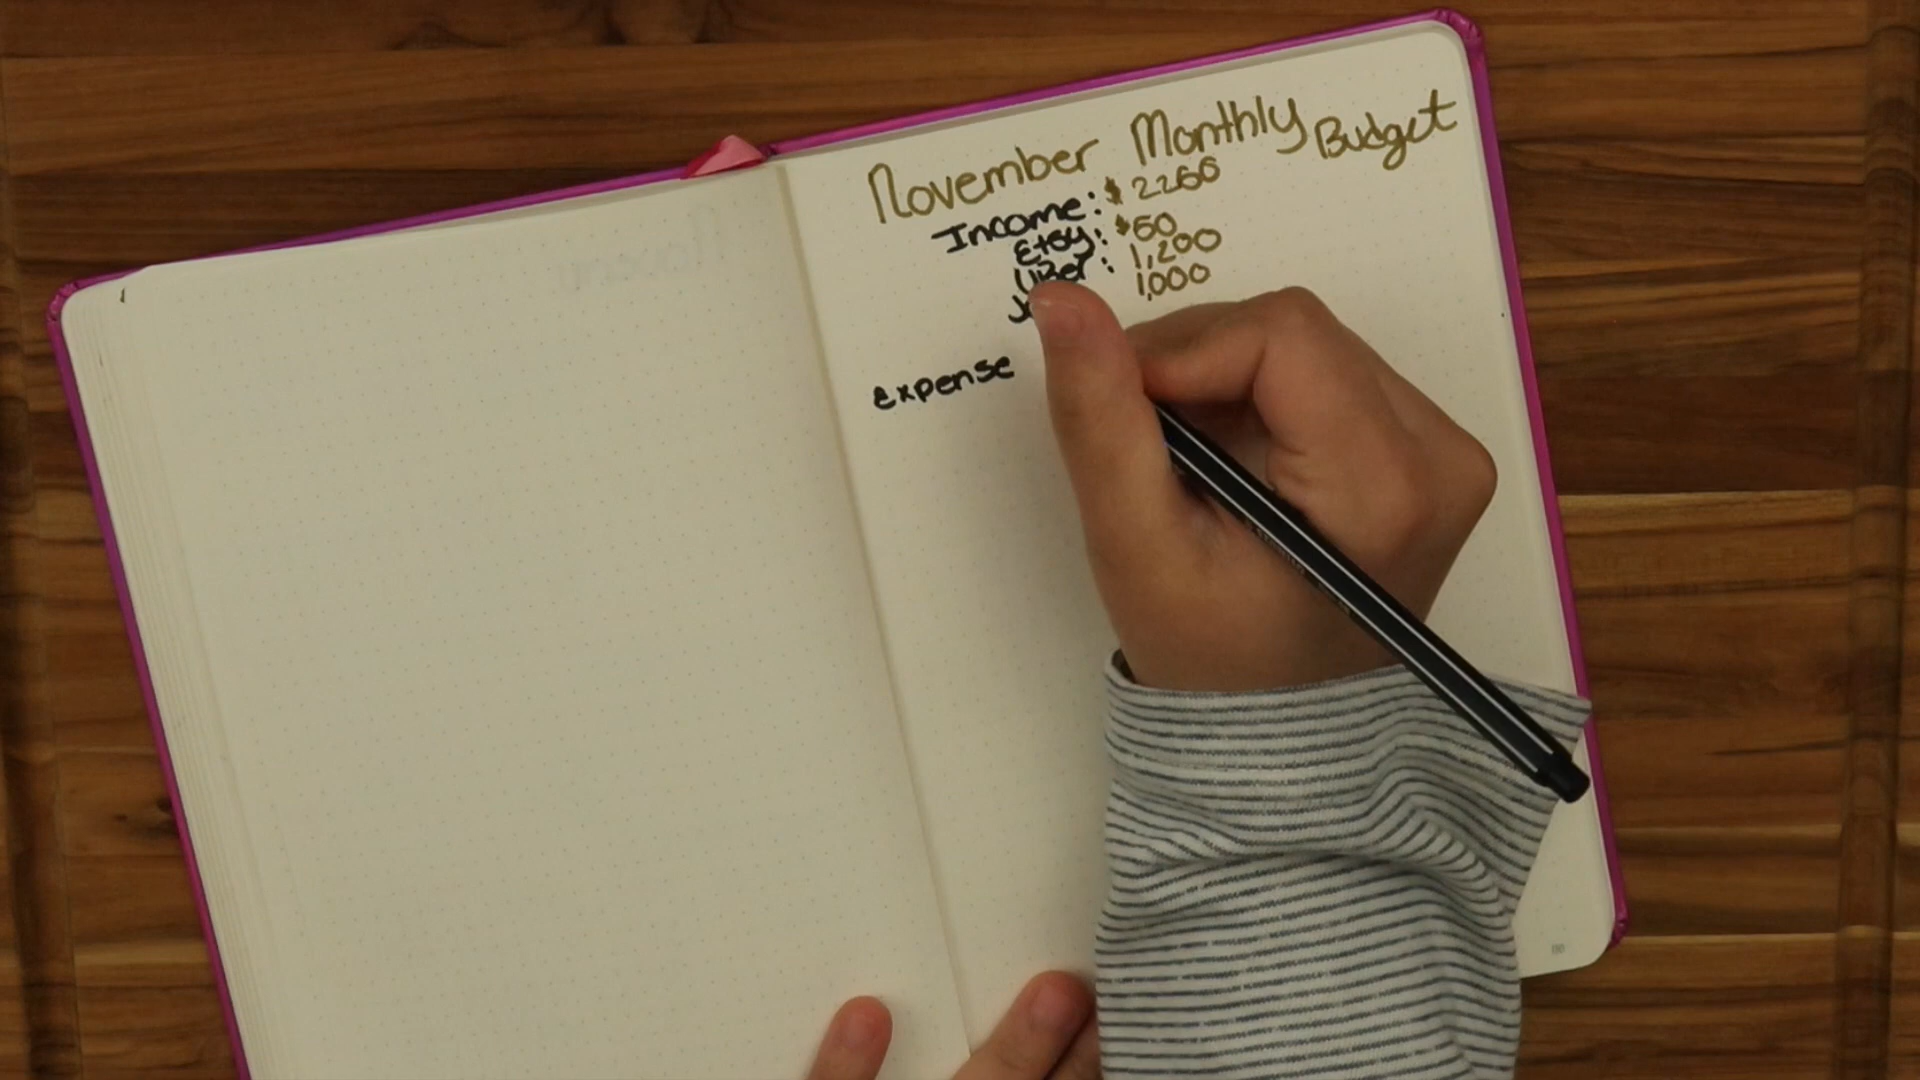 November Monthly Budget
Income: $2260
Etsy: $60
Uber: 1,200
1,000
expense